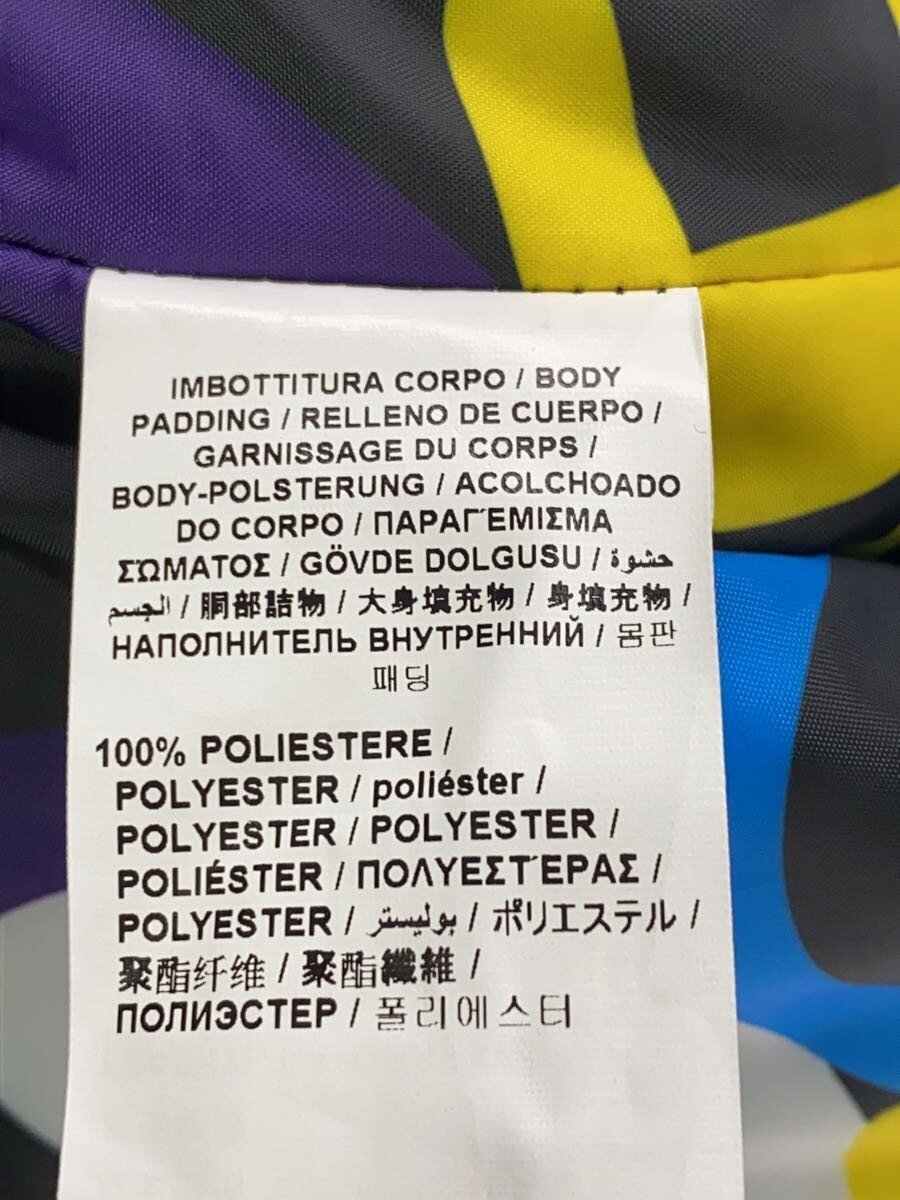 IMBOTTITURA CORPO / BODY
PADDING / RELLENO DE CUERPO /
GARNISSAGE DU CORPS /
BODY-POLSTERUNG / ACOLCHOADO
DO CORPO / ΠΑΡΑΓΈΜΙΣΜΑ
ΣΏΜΑΤΟΣ / GÖVDE DOLGUSU / حشوة
الجسم / 胴部詰物 / 大身填充物 / 身填充物 /
НАПОЛНИТЕЛЬ ВНУТРЕННИЙ / 몸판
패딩
100% POLIESTERE /
POLYESTER / poliéster /
POLYESTER / POLYESTER /
POLIÉSTER / ΠΟΛΥΕΣΤΈΡΑΣ /
POLYESTER / بوليستر / ポリエステル /
聚酯纤维 / 聚酯纖維 /
ПОЛИЭСТЕР / 폴리에스터